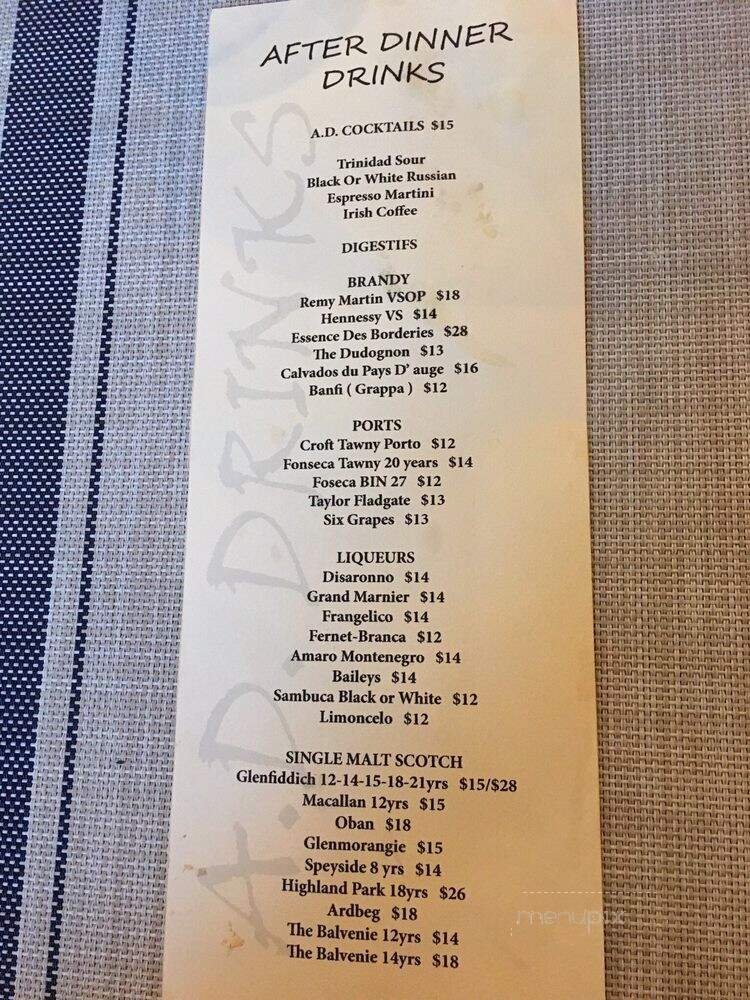 AFTER DINNER
DRINKS
A.D. COCKTAILS $15
Trinidad Sour
Black Or White Russian
Espresso Martini
Irish Coffee
DIGESTIFS
BRANDY
Remy Martin VSOP $18
Hennessy VS $14
Essence Des Borderies $28
The Dudognon $13
Calvados du Pays D' auge $16
Banfi ( Grappa ) $12
PORTS
Croft Tawny Porto $12
Fonseca Tawny 20 years $14
Foseca BIN 27 $12
Taylor Fladgate $13
Six Grapes $13
LIQUEURS
Disaronno $14
Grand Marnier $14
Frangelico $14
Fernet-Branca $12
Amaro Montenegro $14
Baileys $14
Sambuca Black or White $12
Limoncelo $12
SINGLE MALT SCOTCH
Glenfiddich 12-14-15-18-21yrs $15/$28
Macallan 12yrs $15
Oban $18
Glenmorangie $15
Speyside 8 yrs $14
Highland Park 18yrs $26
Ardbeg $18
The Balvenie 12yrs $14
The Balvenie 14yrs $18
A.D. DRINKS
menupix